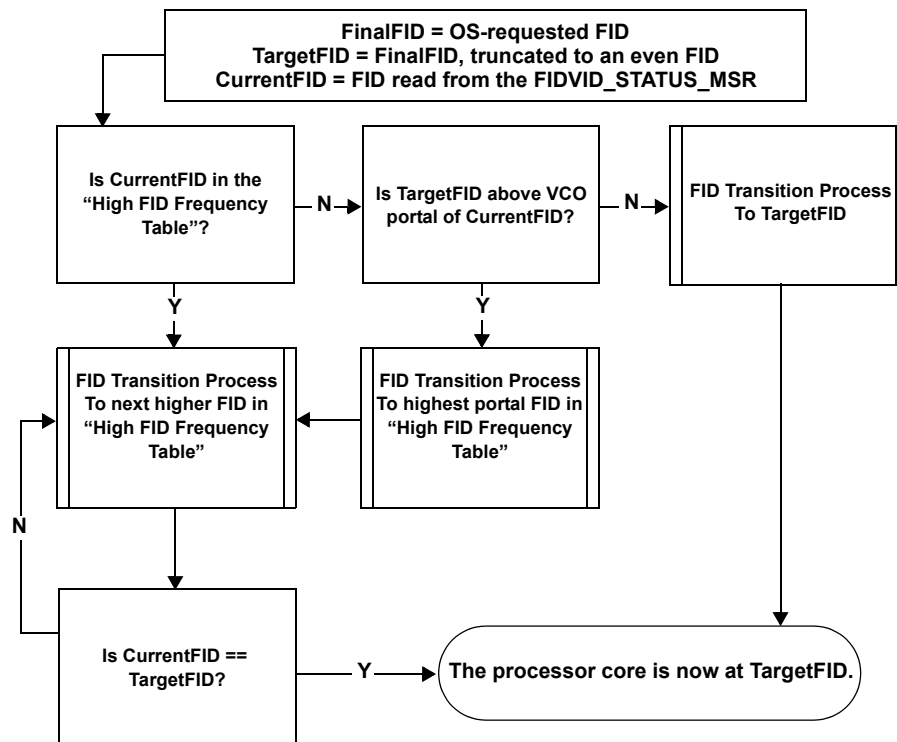 FinalFID = OS-requested FID
TargetFID = FinalFID, truncated to an even FID
CurrentFID = FID read from the FIDVID_STATUS_MSR
Is CurrentFID in the
“High FID Frequency
Table”?
N
Is TargetFID above VCO
portal of CurrentFID?
N
FID Transition Process
To TargetFID
Y
Y
FID Transition Process
To next higher FID in
“High FID Frequency
Table”
FID Transition Process
To highest portal FID in
“High FID Frequency
Table”
N
Is CurrentFID ==
TargetFID?
Y
The processor core is now at TargetFID.